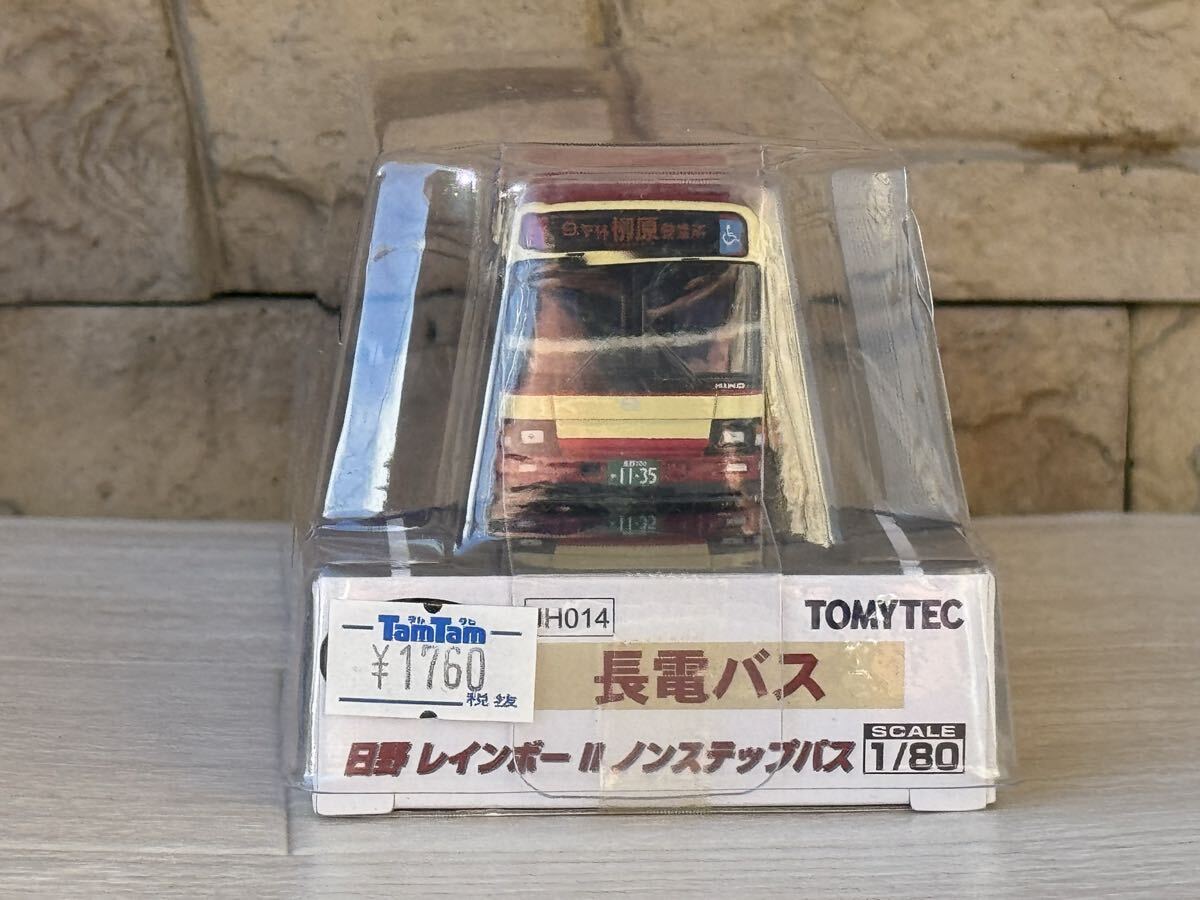 柳原
HINO
11-35
JH014
TOMYTEC
TamTam
¥1760
税抜
長電バス
日野 レインボーⅡ ノンステップバス
SCALE
1/80